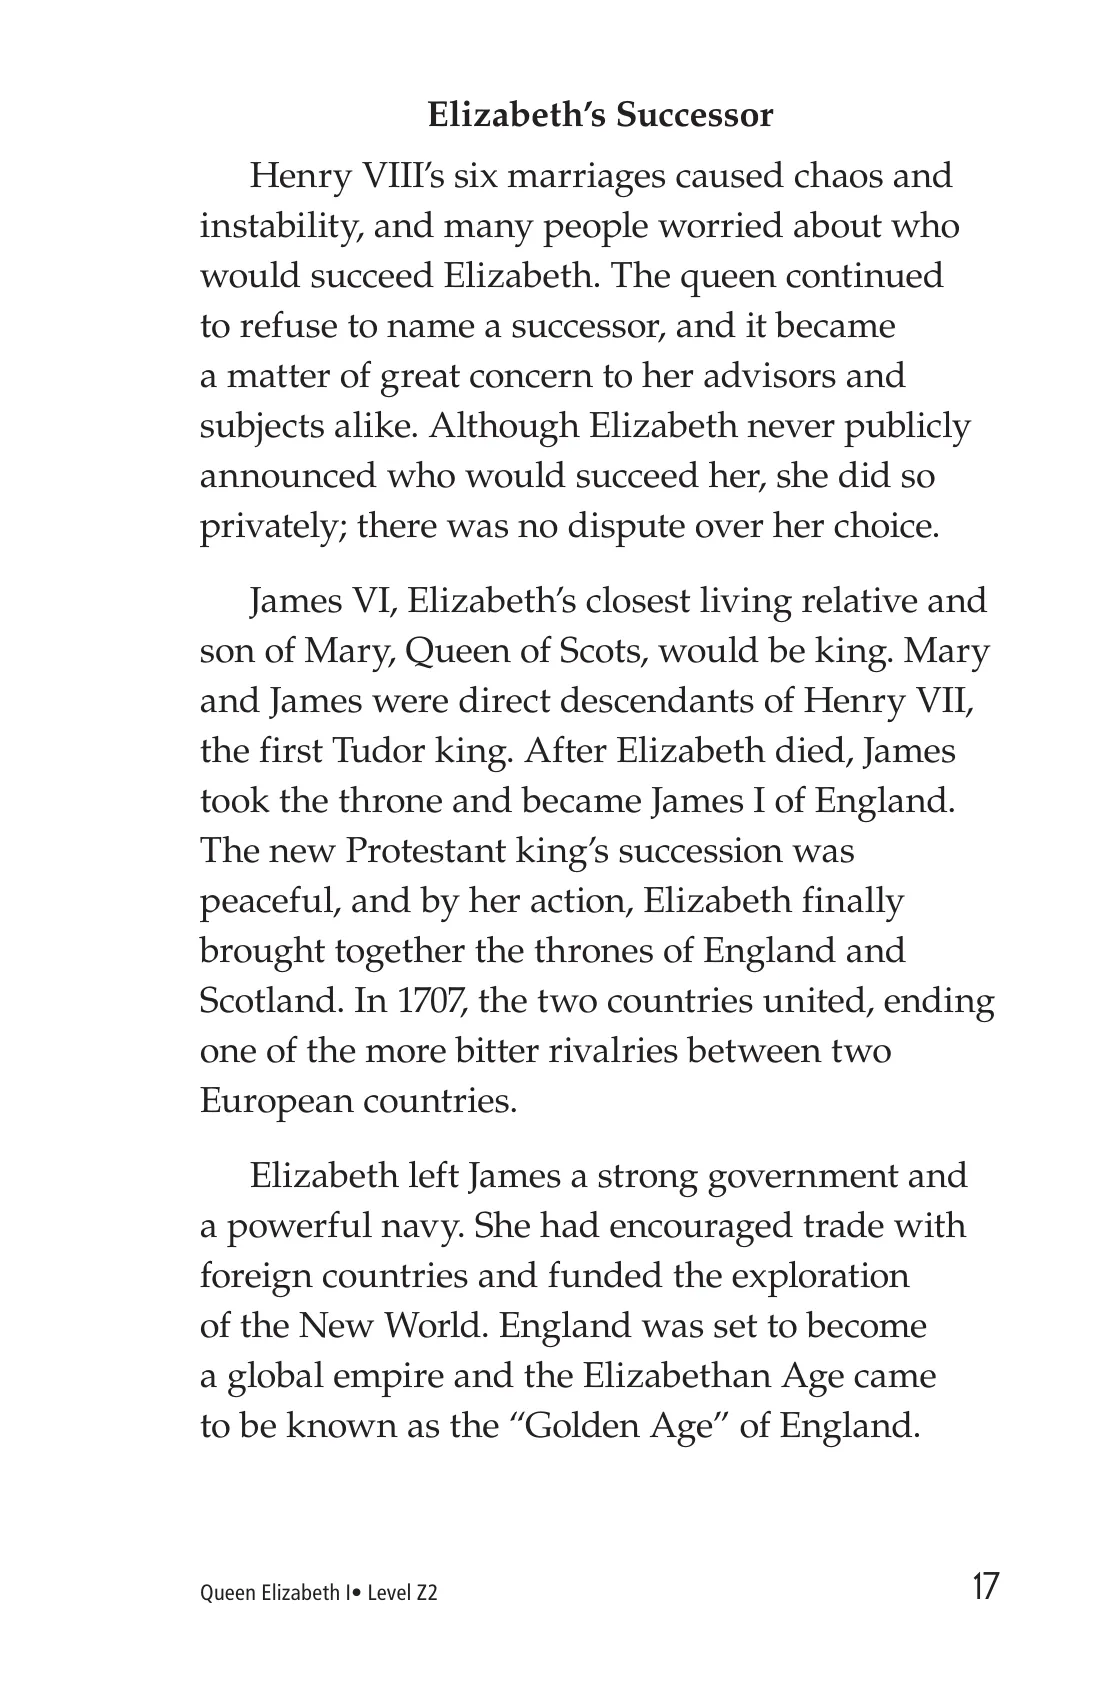 Elizabeth’s Successor
Henry VIII’s six marriages caused chaos and
instability, and many people worried about who
would succeed Elizabeth. The queen continued
to refuse to name a successor, and it became
a matter of great concern to her advisors and
subjects alike. Although Elizabeth never publicly
announced who would succeed her, she did so
privately; there was no dispute over her choice.
James VI, Elizabeth’s closest living relative and
son of Mary, Queen of Scots, would be king. Mary
and James were direct descendants of Henry VII,
the first Tudor king. After Elizabeth died, James
took the throne and became James I of England.
The new Protestant king’s succession was
peaceful, and by her action, Elizabeth finally
brought together the thrones of England and
Scotland. In 1707, the two countries united, ending
one of the more bitter rivalries between two
European countries.
Elizabeth left James a strong government and
a powerful navy. She had encouraged trade with
foreign countries and funded the exploration
of the New World. England was set to become
a global empire and the Elizabethan Age came
to be known as the “Golden Age” of England.
Queen Elizabeth I• Level Z2
17